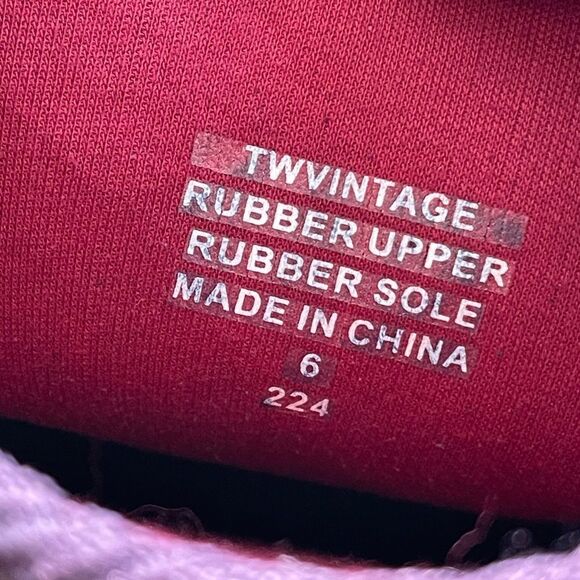 TWVINTAGE
RUBBER UPPER
RUBBER SOLE
MADE IN CHINA
6
224